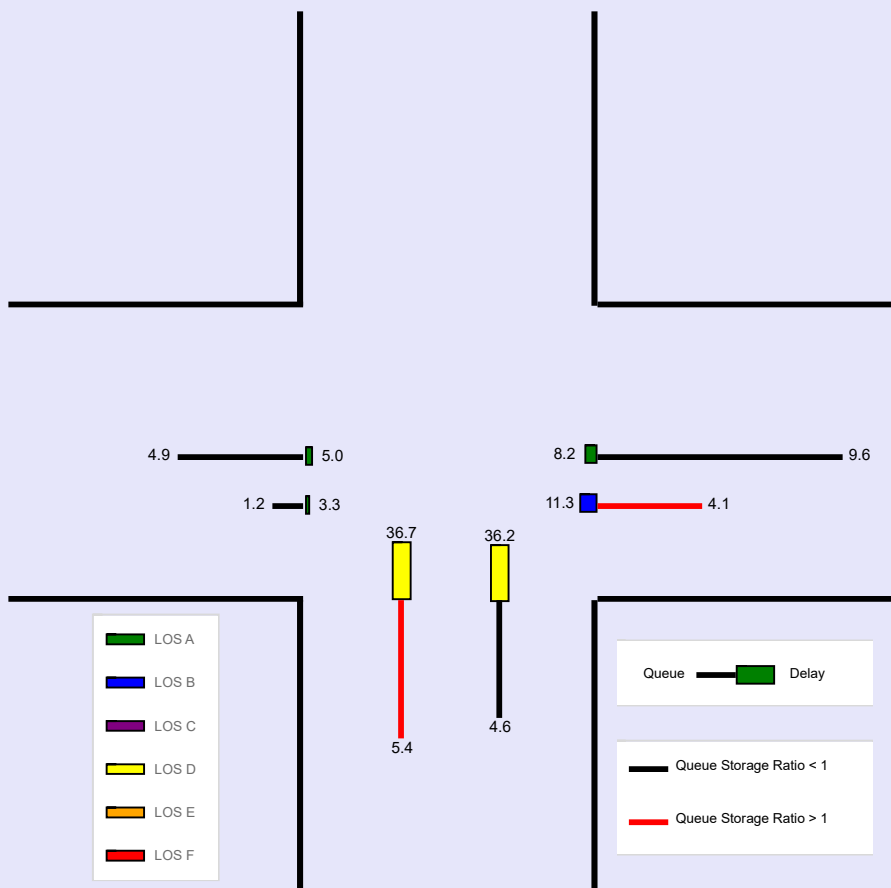 4.9
5.0
8.2
9.6
1.2
3.3
11.3
4.1
36.7
36.2
5.4
4.6
LOS A
LOS B
LOS C
LOS D
LOS E
LOS F
Queue
Delay
Queue Storage Ratio < 1
Queue Storage Ratio > 1